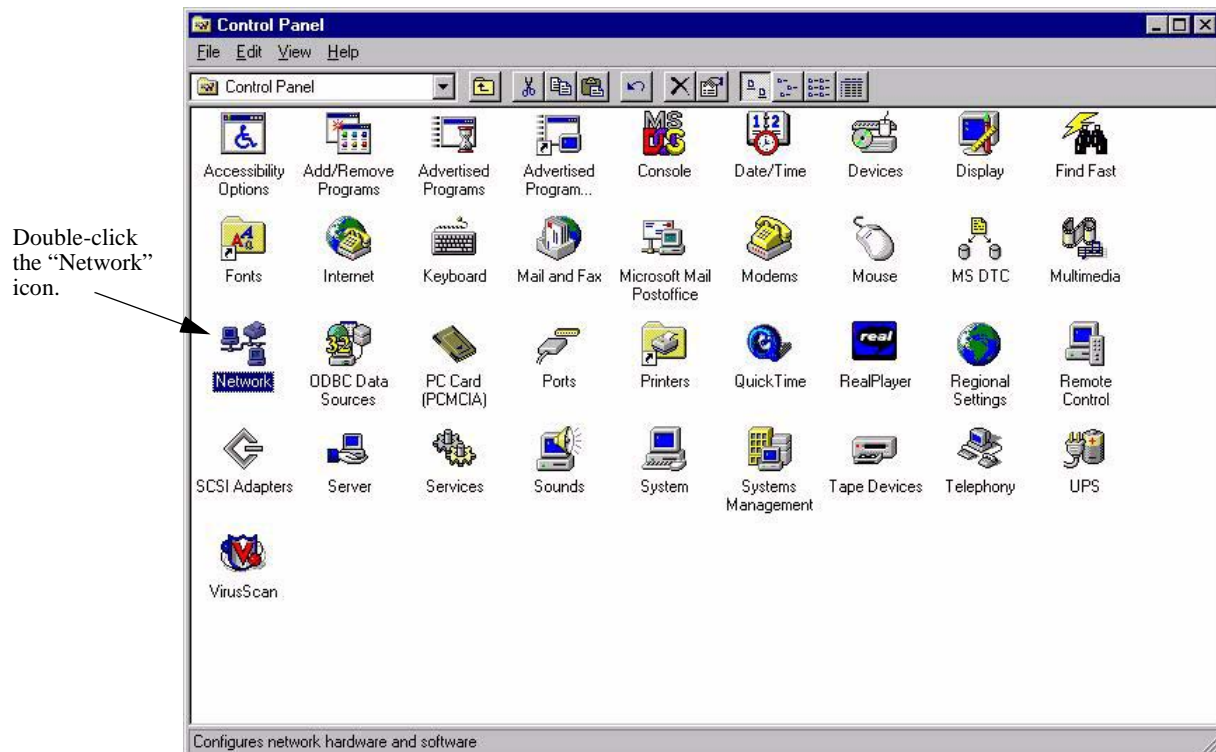 Control Panel
File Edit View Help
Control Panel
Accessibility Options
Add/Remove Programs
Advertised Programs
Advertised Program...
MS DOS
Console
12
Date/Time
Devices
Display
Find Fast
Double-click
the “Network”
icon.
Fonts
Internet
Keyboard
Mail and Fax
Microsoft Mail Postoffice
Modems
Mouse
MS DTC
Multimedia
Network
32
ODBC Data Sources
PC Card (PCMCIA)
Ports
Printers
QuickTime
real
RealPlayer
Regional Settings
Remote Control
SCSI Adapters
Server
Services
Sounds
System
Systems Management
Tape Devices
Telephony
UPS
V
VirusScan
Configures network hardware and software